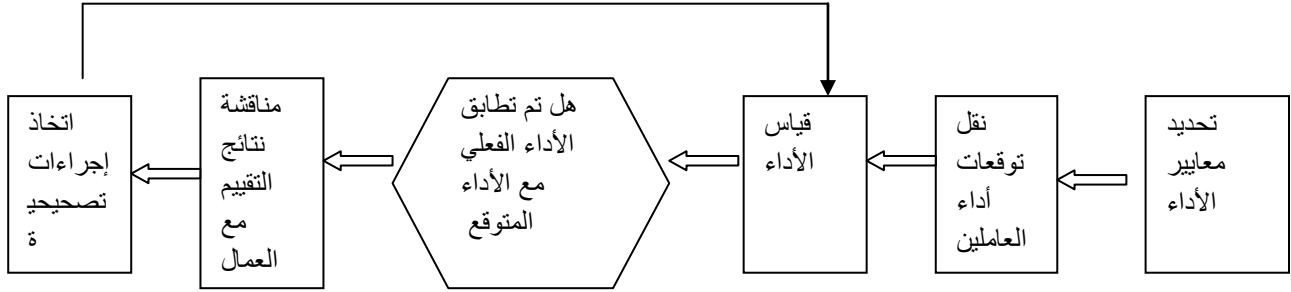 تحديد
معايير
الأداء
نقل
توقعات
أداء
العاملين
قياس
الأداء
هل تم تطابق
الأداء الفعلي
مع الأداء
المتوقع
مناقشة
نتائج
التقييم
مع
العمال
اتخاذ
إجراءات
تصحيحي
ة